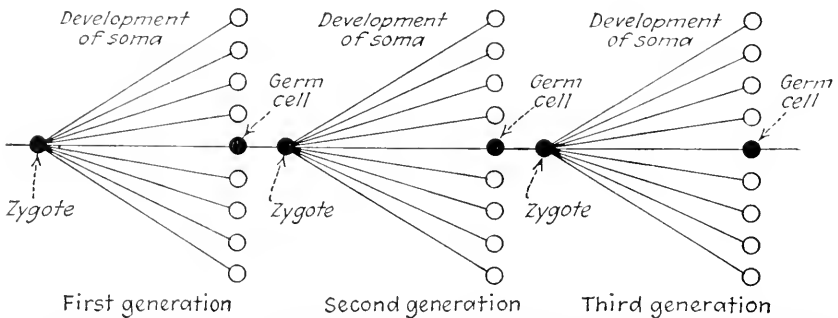 Development
of soma
Germ
cell
Zygote
First generation
Development
of soma
Germ
cell
Zygote
Second generation
Development
of soma
Germ
cell
Zygote
Third generation